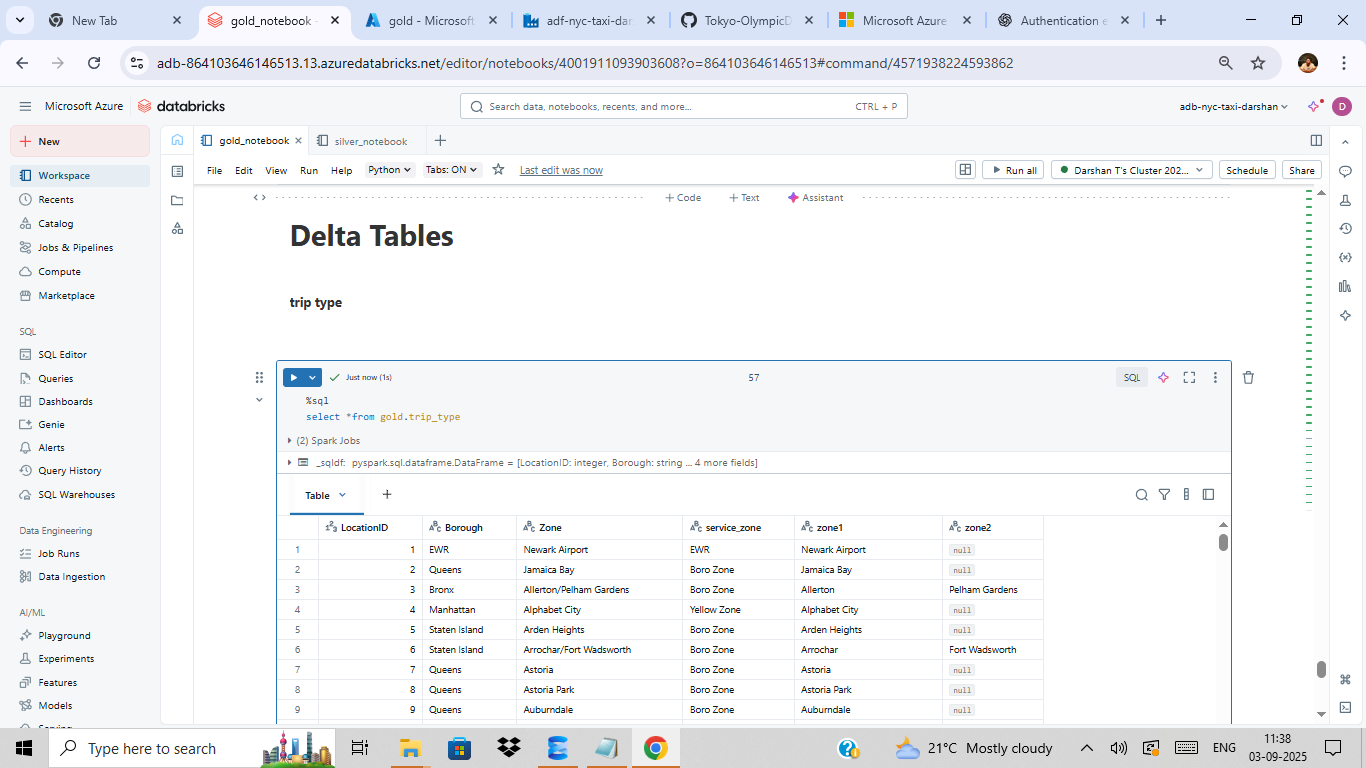 New Tab
gold_notebook -
gold - Microsoft
adf-nyc-taxi-dar
Tokyo-OlympicD
Microsoft Azure
Authentication e
adb-864103646146513.13.azuredatabricks.net/editor/notebooks/4001911093903608?o=864103646146513#command/4571938224593862
Microsoft Azure
databricks
Search data, notebooks, recents, and more...
CTRL + P
adb-nyc-taxi-darshan
D
New
gold_notebook
silver_notebook
File Edit View Run Help Python Tabs: ON Last edit was now
Run all
Darshan T's Cluster 202...
Schedule
Share
Workspace
Recents
Catalog
Jobs & Pipelines
Compute
Marketplace
SQL
SQL Editor
Queries
Dashboards
Genie
Alerts
Query History
SQL Warehouses
Data Engineering
Job Runs
Data Ingestion
AI/ML
Playground
Experiments
Features
Models
Serving
+ Code + Text Assistant
Delta Tables
trip type
Just now (1s)
57
SQL
%sql
select *from gold.trip_type
(2) Spark Jobs
_sqldf: pyspark.sql.dataframe.DataFrame = [LocationID: integer, Borough: string ... 4 more fields]
Table
LocationID Borough Zone service_zone zone1 zone2
1 1 EWR Newark Airport EWR Newark Airport null
2 2 Queens Jamaica Bay Boro Zone Jamaica Bay null
3 3 Bronx Allerton/Pelham Gardens Boro Zone Allerton Pelham Gardens
4 4 Manhattan Alphabet City Yellow Zone Alphabet City null
5 5 Staten Island Arden Heights Boro Zone Arden Heights null
6 6 Staten Island Arrochar/Fort Wadsworth Boro Zone Arrochar Fort Wadsworth
7 7 Queens Astoria Boro Zone Astoria null
8 8 Queens Astoria Park Boro Zone Astoria Park null
9 9 Queens Auburndale Boro Zone Auburndale null
Type here to search
21°C Mostly cloudy
ENG
11:38
03-09-2025